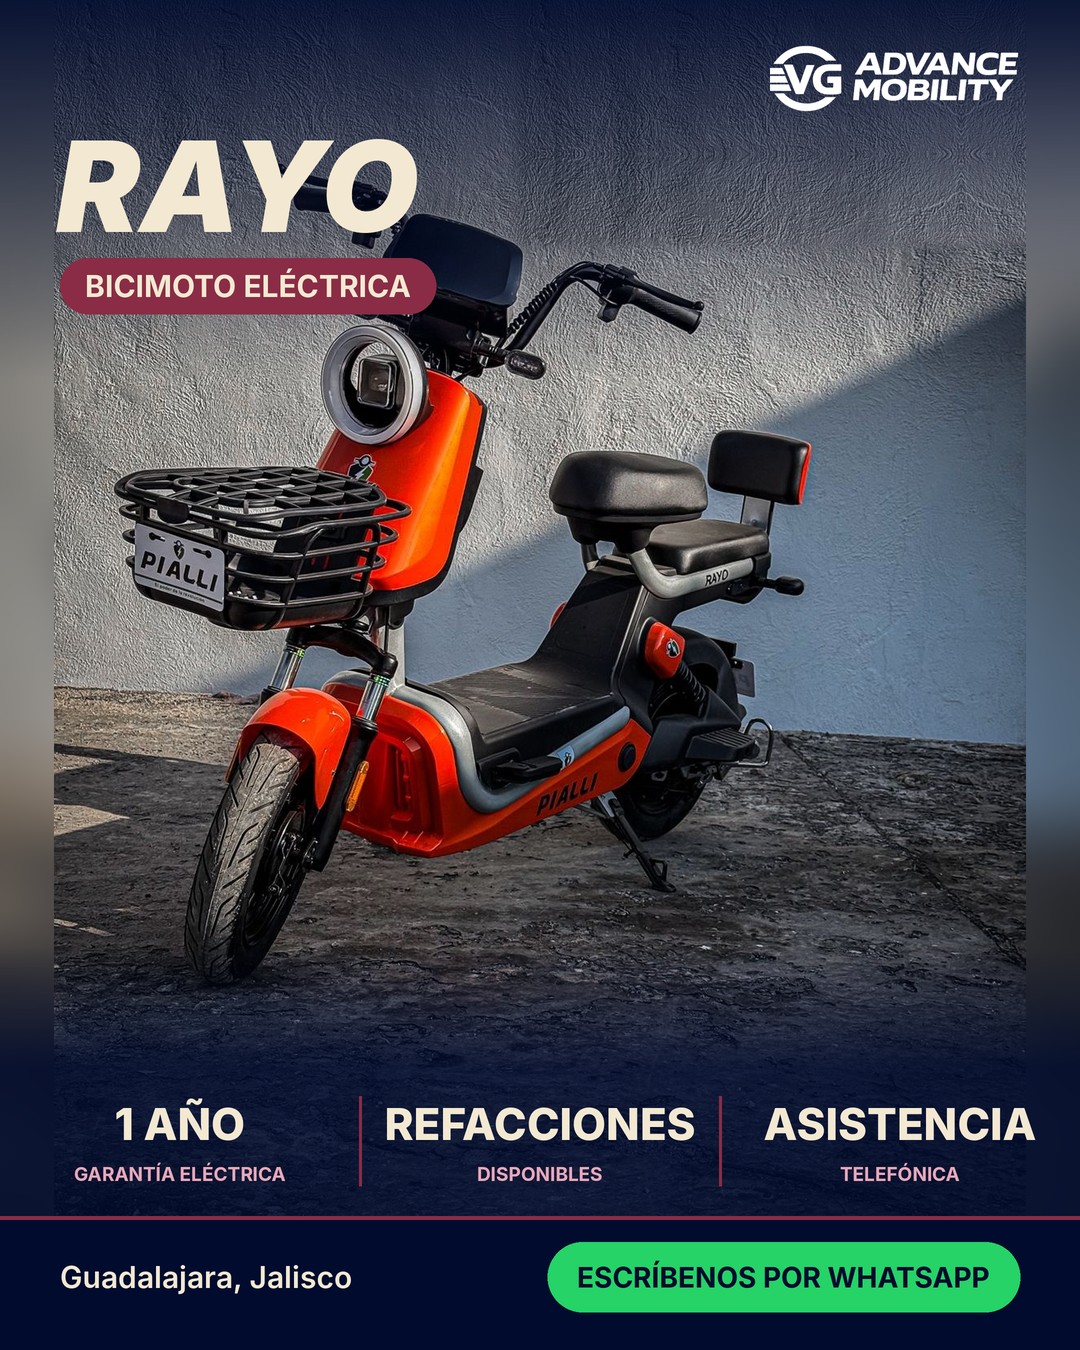 EVG ADVANCE
MOBILITY
RAYO
BICIMOTO ELÉCTRICA
PIALLI
RAYO
PIALLI
1 AÑO
GARANTÍA ELÉCTRICA
REFACCIONES
DISPONIBLES
ASISTENCIA
TELEFÓNICA
Guadalajara, Jalisco
ESCRÍBENOS POR WHATSAPP